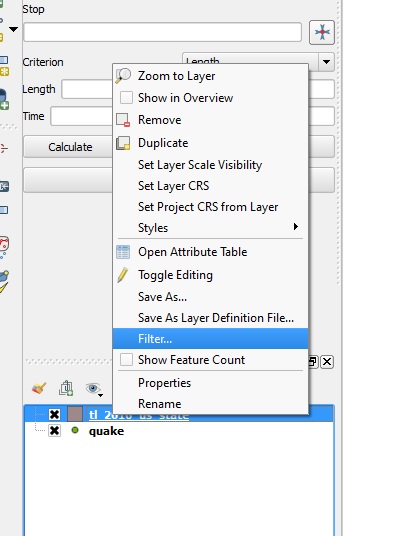 Stop
Criterion
Length
Length
Time
Calculate
Zoom to Layer
Show in Overview
Remove
Duplicate
Set Layer Scale Visibility
Set Layer CRS
Set Project CRS from Layer
Styles
Open Attribute Table
Toggle Editing
Save As...
Save As Layer Definition File...
Filter...
Show Feature Count
Properties
Rename
tl_2016_us_state
quake